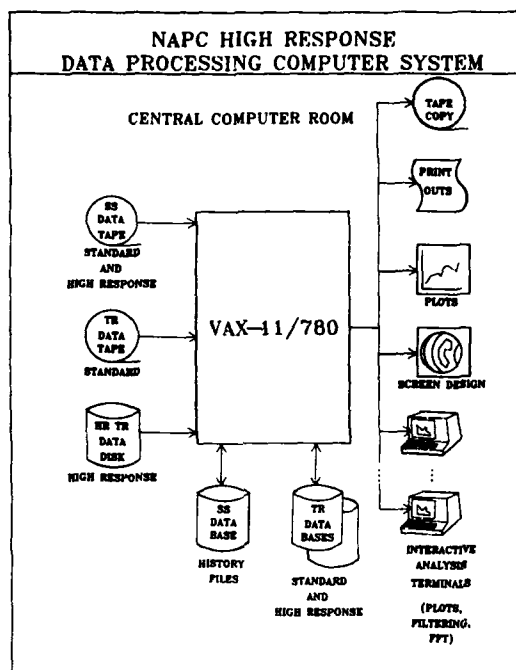 NAPC HIGH RESPONSE
DATA PROCESSING COMPUTER SYSTEM
CENTRAL COMPUTER ROOM
TAPE
COPY
PRINT
OUTS
PLOTS
SCREEN DESIGN
SS
DATA
TAPE
STANDARD
AND
HIGH RESPONSE
TR
DATA
TAPE
STANDARD
HR TR
DATA
DISK
HIGH RESPONSE
VAX-11/780
SS
DATA
BASE
HISTORY
FILES
TR
DATA
BASES
STANDARD
AND
HIGH RESPONSE
INTERACTIVE
ANALYSIS
TERMINALS
(PLOTS,
FILTERING,
FFT)